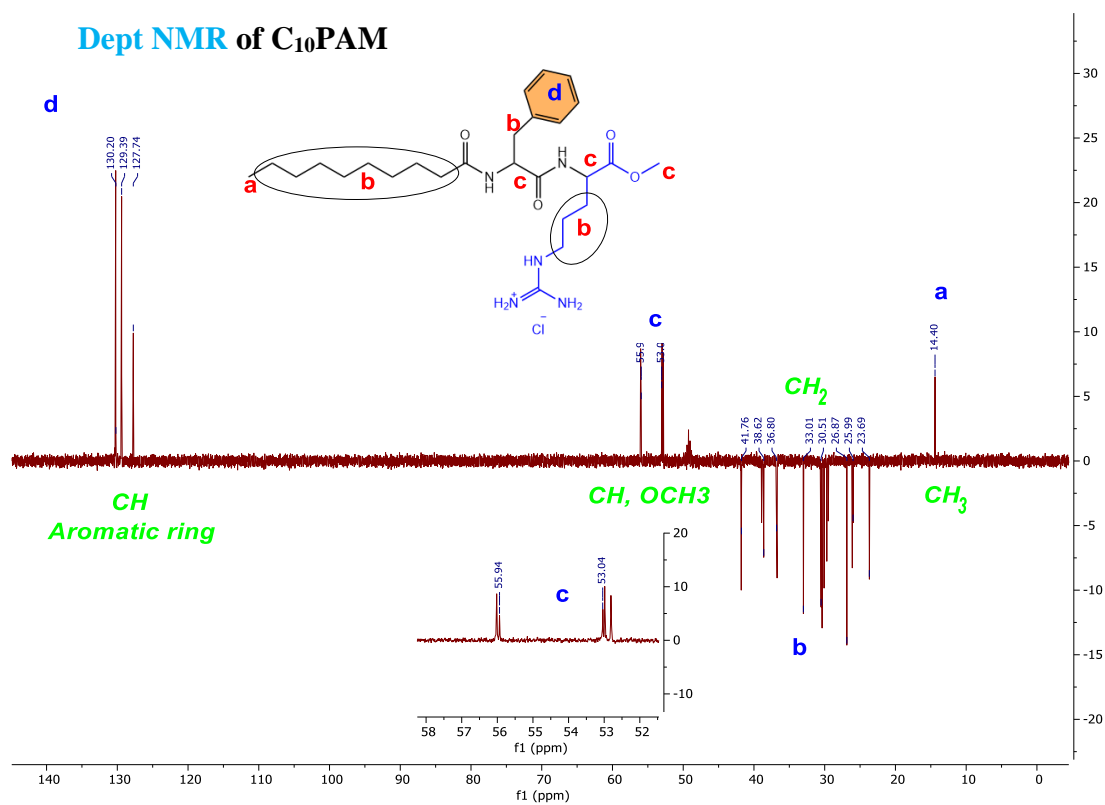 Dept NMR of C₁₀PAM
d
130.20
129.39
127.74
d
b
O
O
c
c
O
N
H
H
N
c
O
a
b
b
HN
H₂N⁺
NH₂
Cl⁻
c
55.9
53.0
a
14.40
CH₂
41.76
38.62
36.80
33.01
30.51
26.87
25.99
23.69
CH
Aromatic ring
CH, OCH3
CH₃
b
55.94
53.04
c
20
10
0
-10
58 57 56 55 54 53 52
f1 (ppm)
30
25
20
15
10
5
0
-5
-10
-15
-20
140 130 120 110 100 90 80 70 60 50 40 30 20 10 0
f1 (ppm)